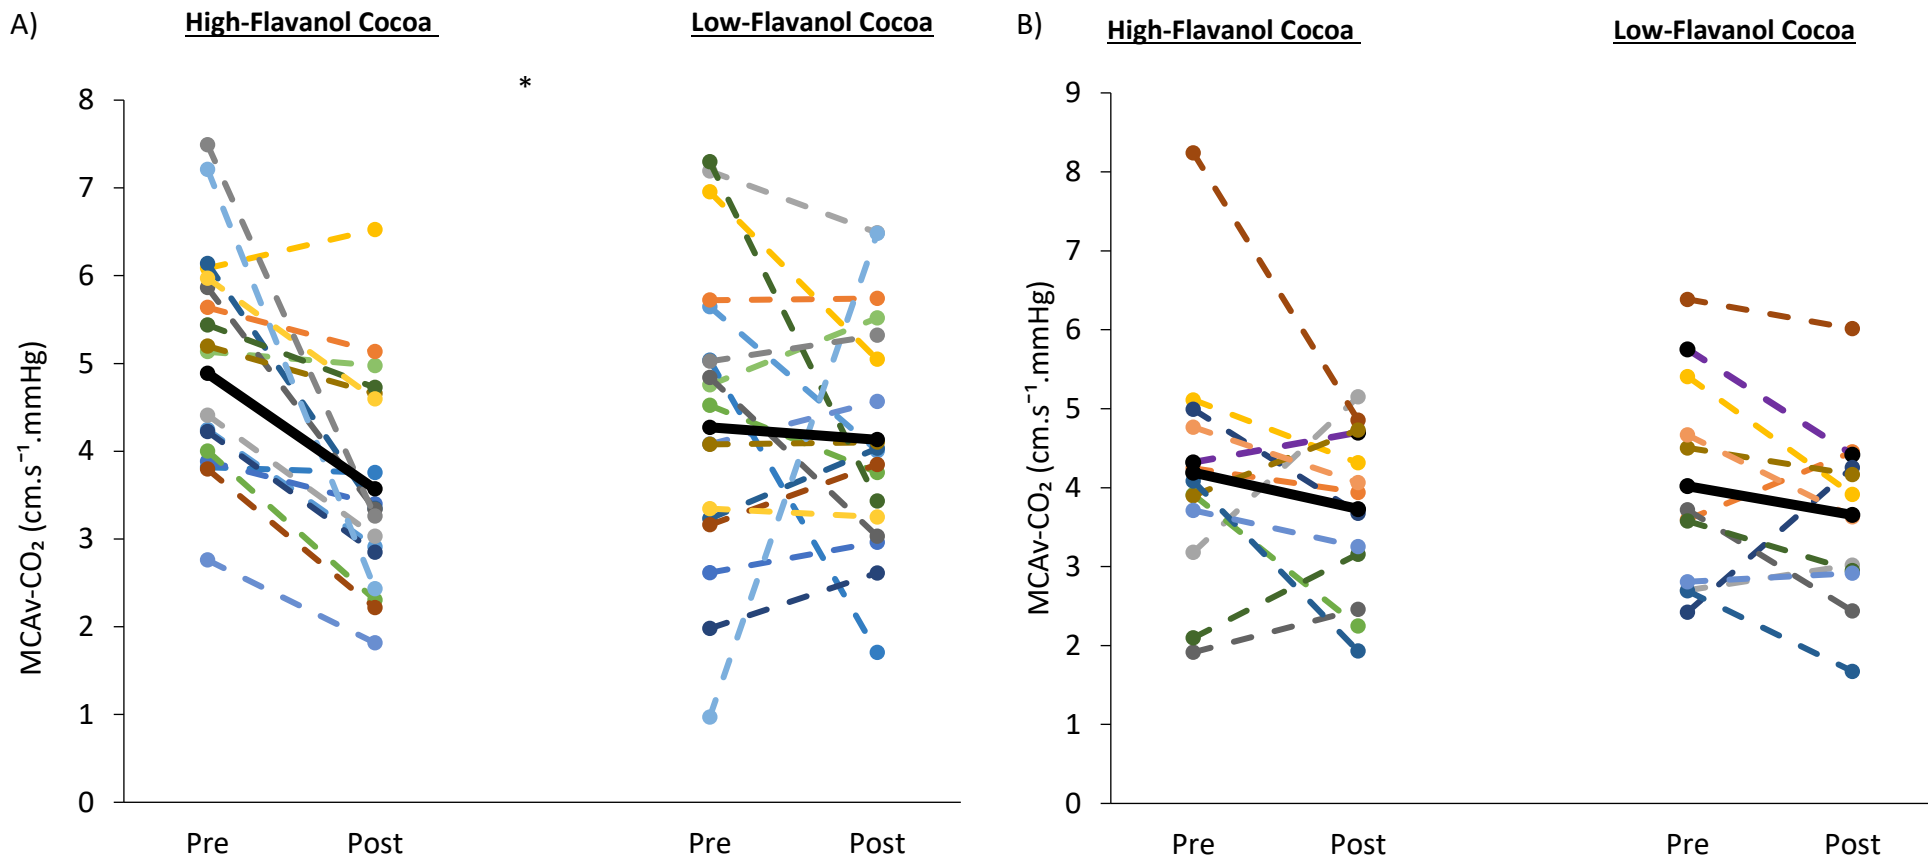 A)
High-Flavanol Cocoa
Low-Flavanol Cocoa
*
MCAv-CO₂ (cm.s⁻¹.mmHg)
8
7
6
5
4
3
2
1
0
Pre
Post
Pre
Post
B)
High-Flavanol Cocoa
Low-Flavanol Cocoa
MCAv-CO₂ (cm.s⁻¹.mmHg)
9
8
7
6
5
4
3
2
1
0
Pre
Post
Pre
Post